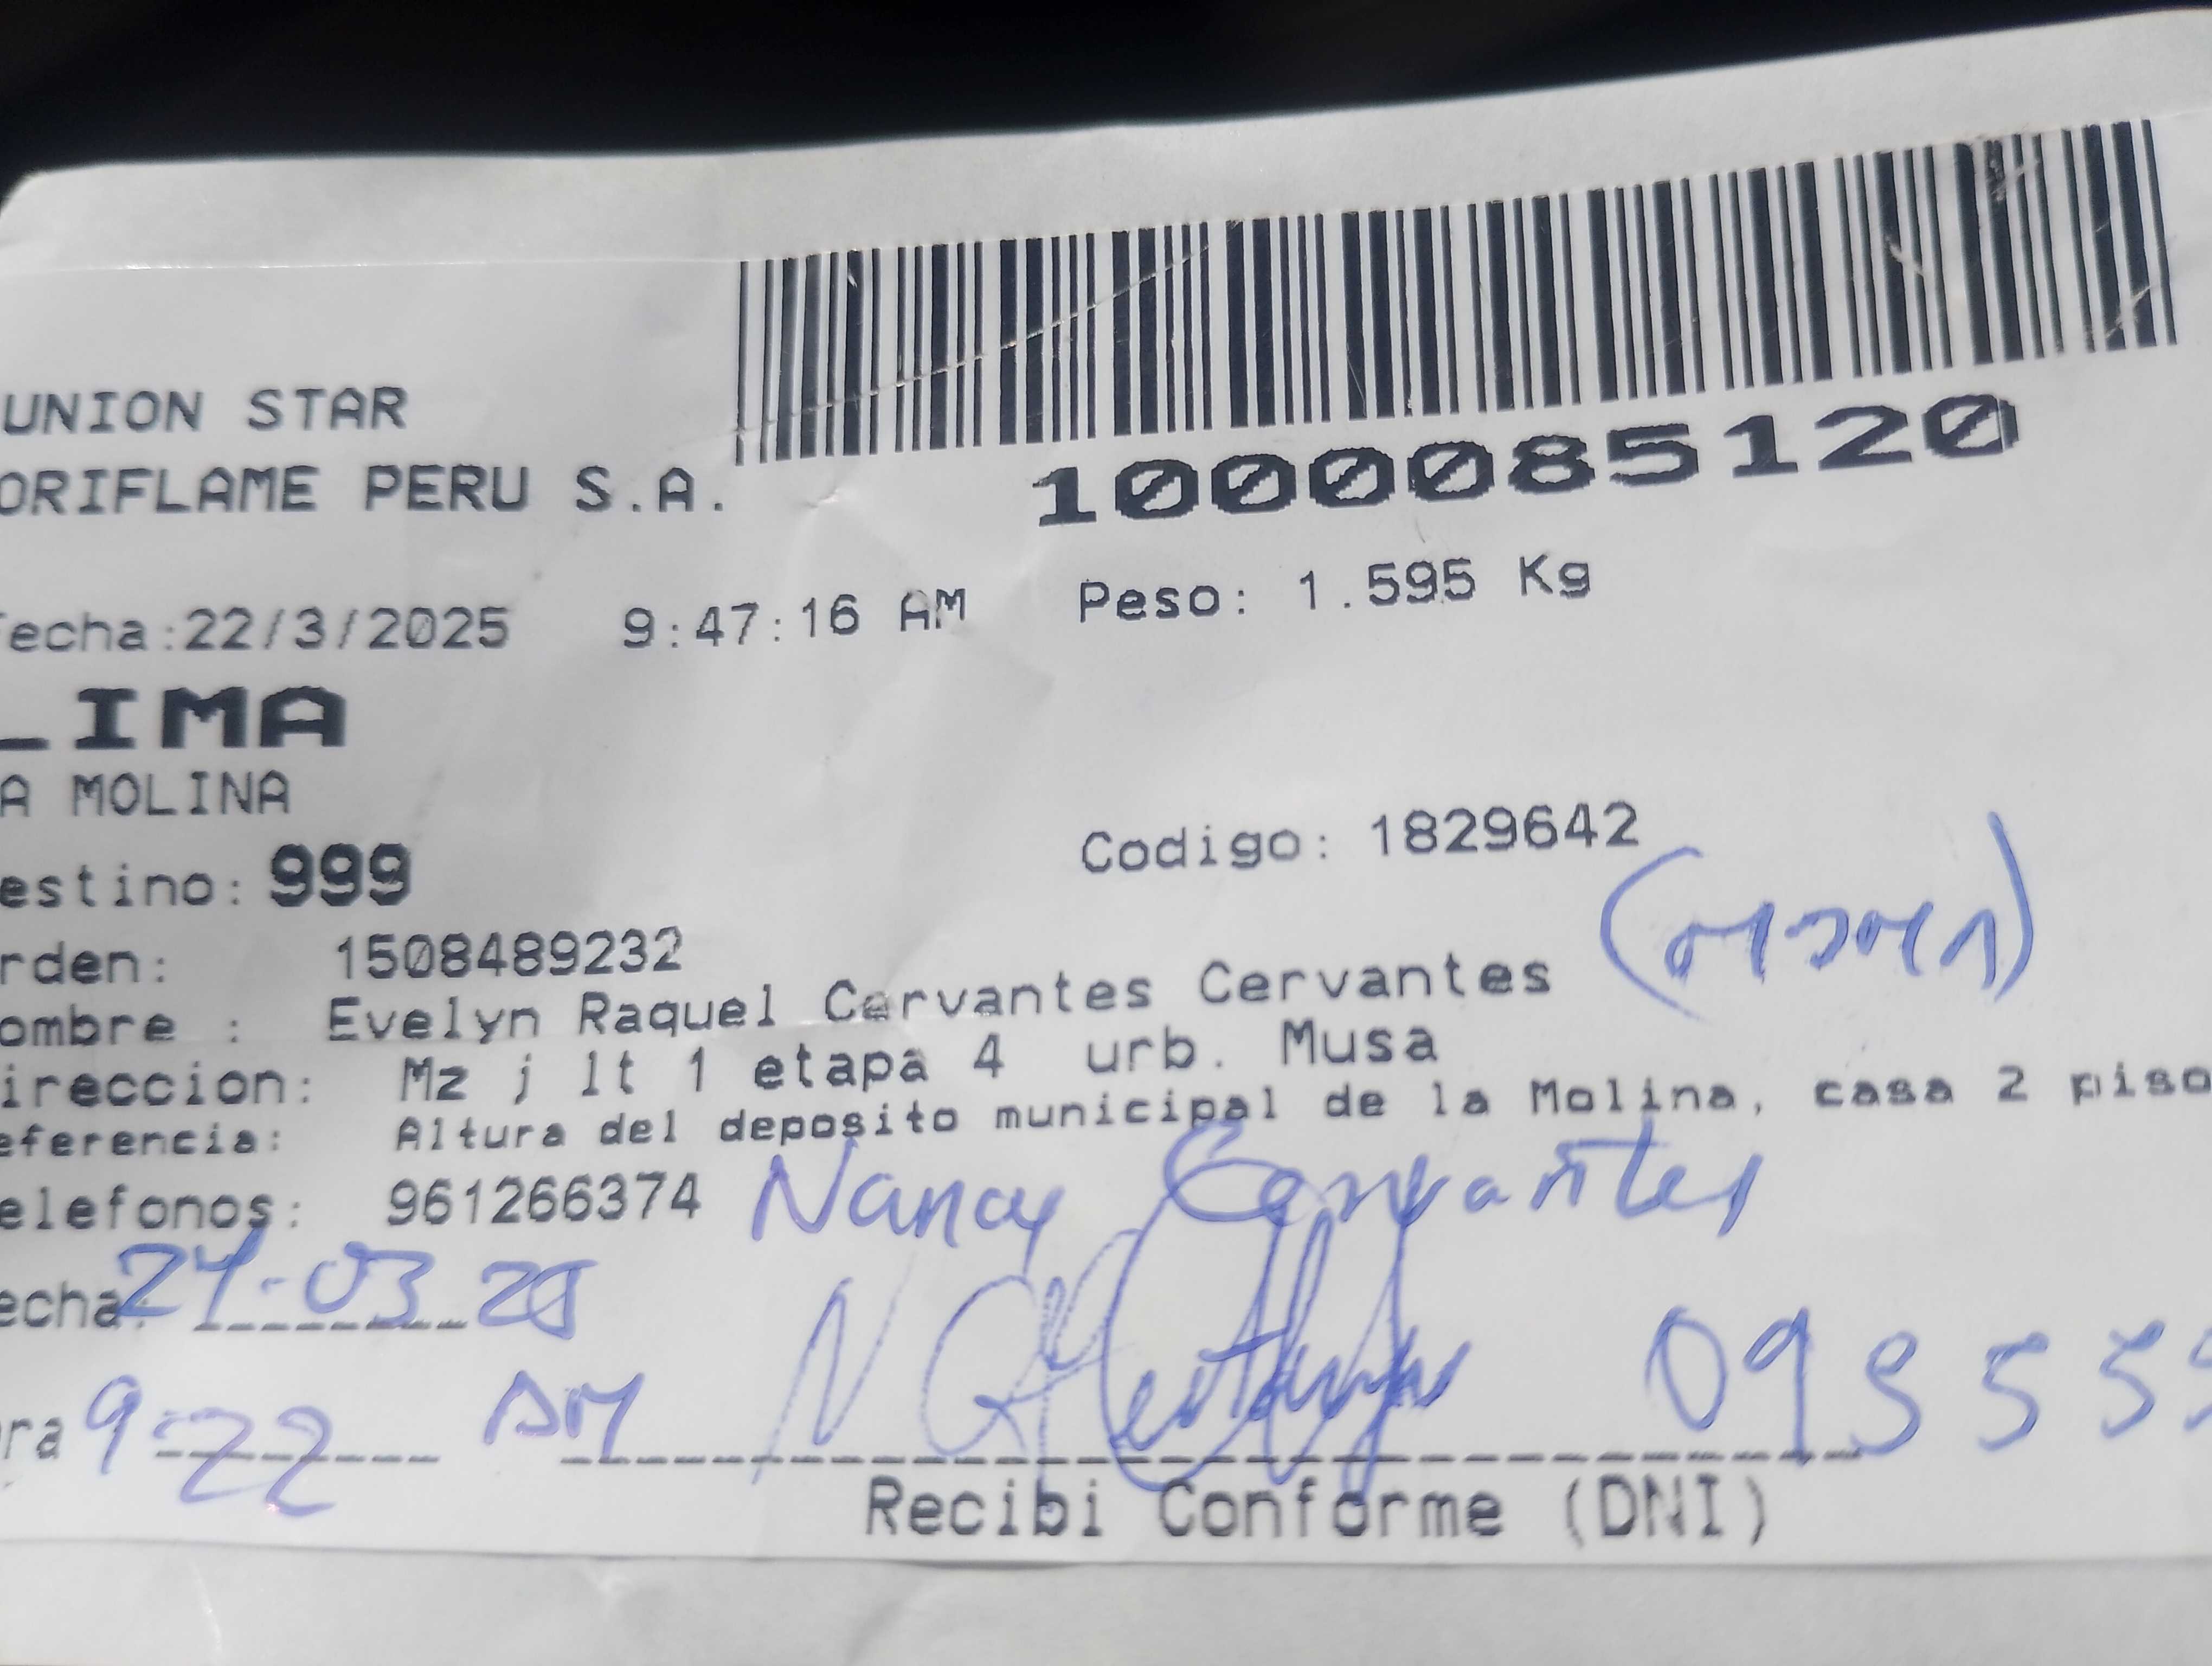 UNION STAR
ORIFLAME PERU S.A.
1000085120
Fecha:22/3/2025 9:47:16 AM Peso: 1.595 Kg
LIMA
A MOLINA
estino: 999 Codigo: 1829642
rden: 1508489232
ombre : Evelyn Raquel Cervantes Cervantes (MAMA)
ireccion: Mz j lt 1 etapa 4 urb. Musa
eferencia: Altura del deposito municipal de la Molina, casa 2 piso
elefonos: 961266374 Nancy Cervantes
echa: 24-03 25
ra 9-22 AM
Recibi Conforme (DNI)